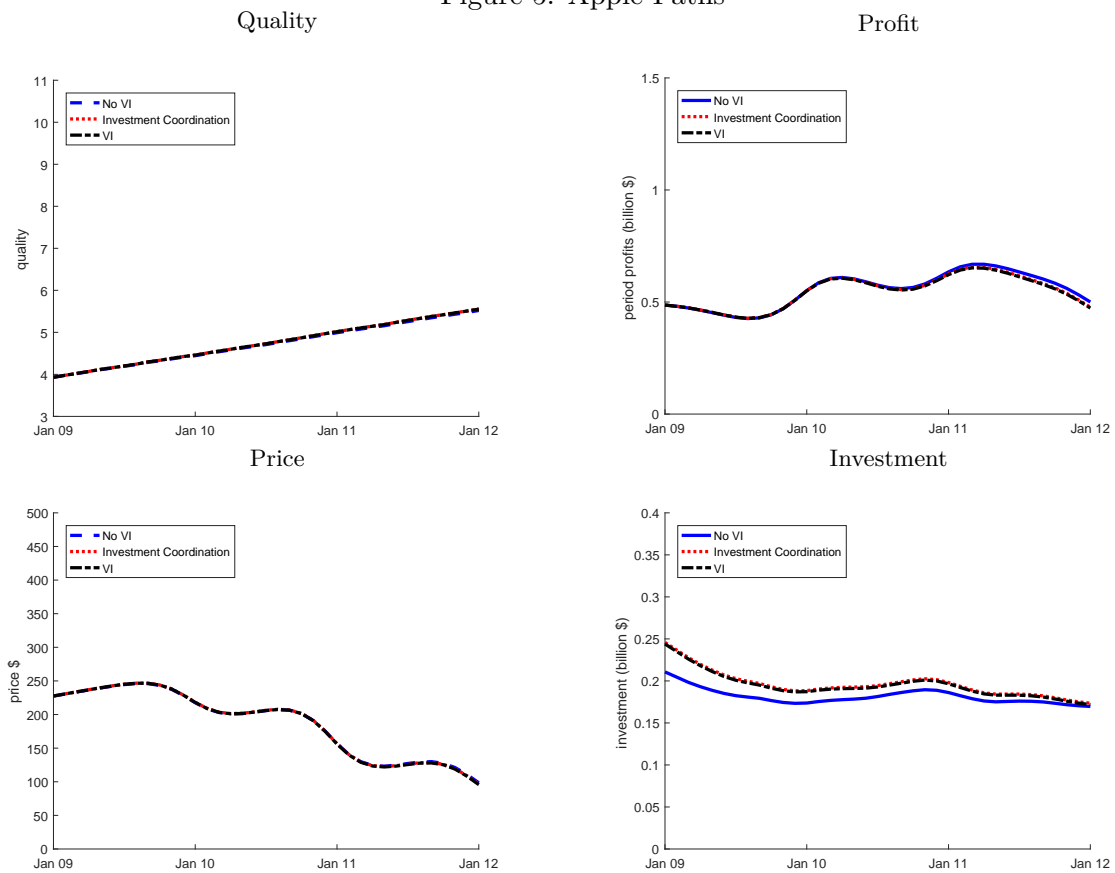 Quality
11
10
9
8
7
6
5
4
3
quality
No VI
Investment Coordination
VI
Jan 09 Jan 10 Jan 11 Jan 12
Profit
1.5
1
0.5
0
period profits (billion $)
No VI
Investment Coordination
VI
Jan 09 Jan 10 Jan 11 Jan 12
Price
500
450
400
350
300
250
200
150
100
50
0
price $
No VI
Investment Coordination
VI
Jan 09 Jan 10 Jan 11 Jan 12
Investment
0.4
0.35
0.3
0.25
0.2
0.15
0.1
0.05
0
investment (billion $)
No VI
Investment Coordination
VI
Jan 09 Jan 10 Jan 11 Jan 12